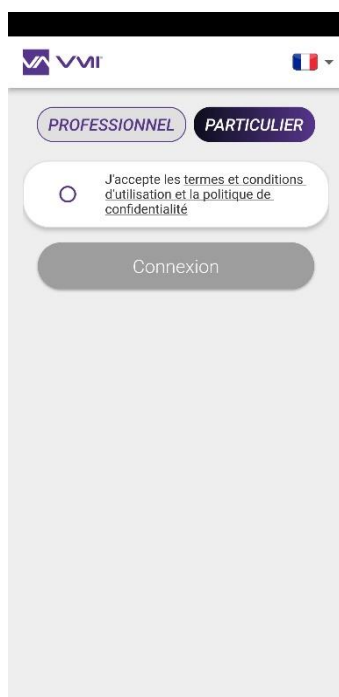 VMI
PROFESSIONNEL PARTICULIER
J'accepte les termes et conditions
d'utilisation et la politique de
confidentialité
Connexion